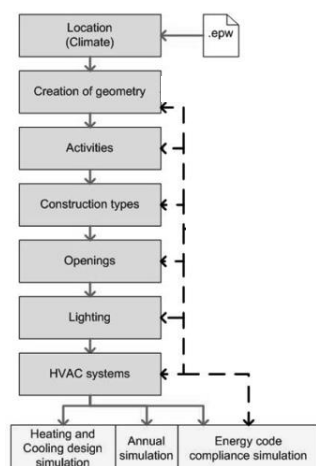 Location
(Climate)
.epw
Creation of geometry
Activities
Construction types
Openings
Lighting
HVAC systems
Heating and
Cooling design
simulation
Annual
simulation
Energy code
compliance simulation